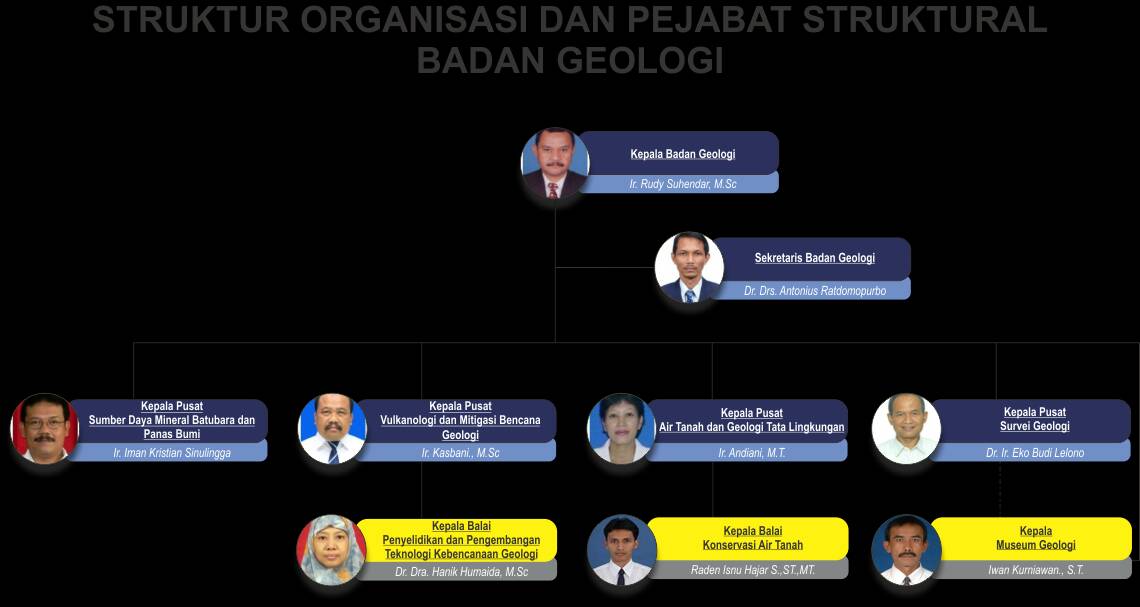 STRUKTUR ORGANISASI DAN PEJABAT STRUKTURAL
BADAN GEOLOGI
Kepala Badan Geologi
Ir. Rudy Suhendar, M.Sc
Sekretaris Badan Geologi
Dr. Drs. Antonius Ratdomopurbo
Kepala Pusat
Sumber Daya Mineral Batubara dan
Panas Bumi
Ir. Iman Kristian Sinulingga
Kepala Pusat
Vulkanologi dan Mitigasi Bencana
Geologi
Ir. Kasbani., M.Sc
Kepala Pusat
Air Tanah dan Geologi Tata Lingkungan
Ir. Andiani, M.T.
Kepala Pusat
Survei Geologi
Dr. Ir. Eko Budi Lelono
Kepala Balai
Penyelidikan dan Pengembangan
Teknologi Kebencanaan Geologi
Dr. Dra. Hanik Humaida, M.Sc
Kepala Balai
Konservasi Air Tanah
Raden Isnu Hajar S.,ST.,MT.
Kepala
Museum Geologi
Iwan Kurniawan., S.T.